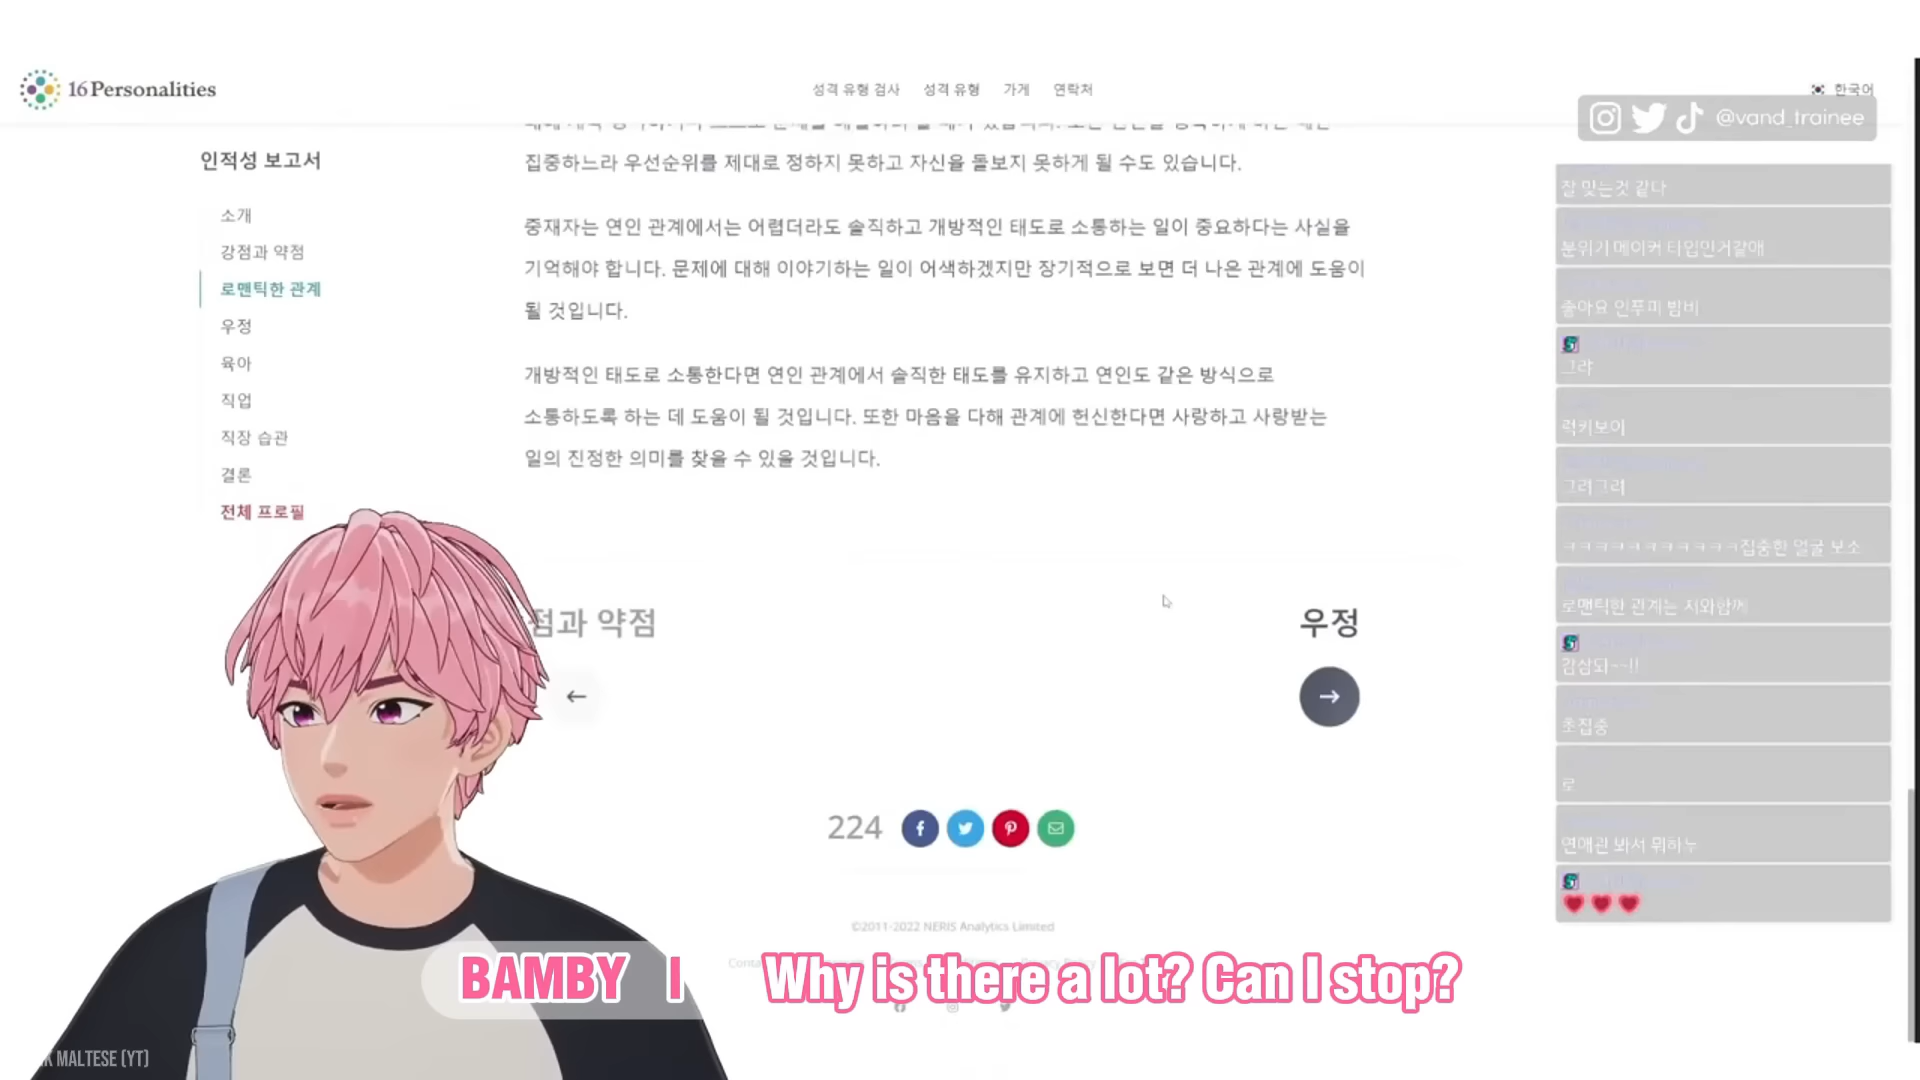 16Personalities
성격 유형 검사
성격 유형
가게
연락처
한국어
@vand_trainee
인적성 보고서
소개
강점과 약점
로맨틱한 관계
우정
육아
직업
직장 습관
결론
전체 프로필
집중하느라 우선순위를 제대로 정하지 못하고 자신을 돌보지 못하게 될 수도 있습니다.
중재자는 연인 관계에서는 어렵더라도 솔직하고 개방적인 태도로 소통하는 일이 중요하다는 사실을
기억해야 합니다. 문제에 대해 이야기하는 일이 어색하겠지만 장기적으로 보면 더 나은 관계에 도움이
될 것입니다.
개방적인 태도로 소통한다면 연인 관계에서 솔직한 태도를 유지하고 연인도 같은 방식으로
소통하도록 하는 데 도움이 될 것입니다. 또한 마음을 다해 관계에 헌신한다면 사랑하고 사랑받는
일의 진정한 의미를 찾을 수 있을 것입니다.
점과 약점
←
우정
→
224
©2011-2022 NERIS Analytics Limited
잘 맞는것 같다
분위기 메이커 타입인거같애
좋아요 인푸피 밤비
그랴
럭키보이
그려그려
ㅋㅋㅋㅋㅋㅋㅋㅋㅋㅋㅋ집중한 얼굴 보소
로맨틱한 관계는 저와함께
초집중
로
연애관 봐서 뭐하누
BAMBY I Why is there a lot? Can I stop?
K MALTESE (YT)